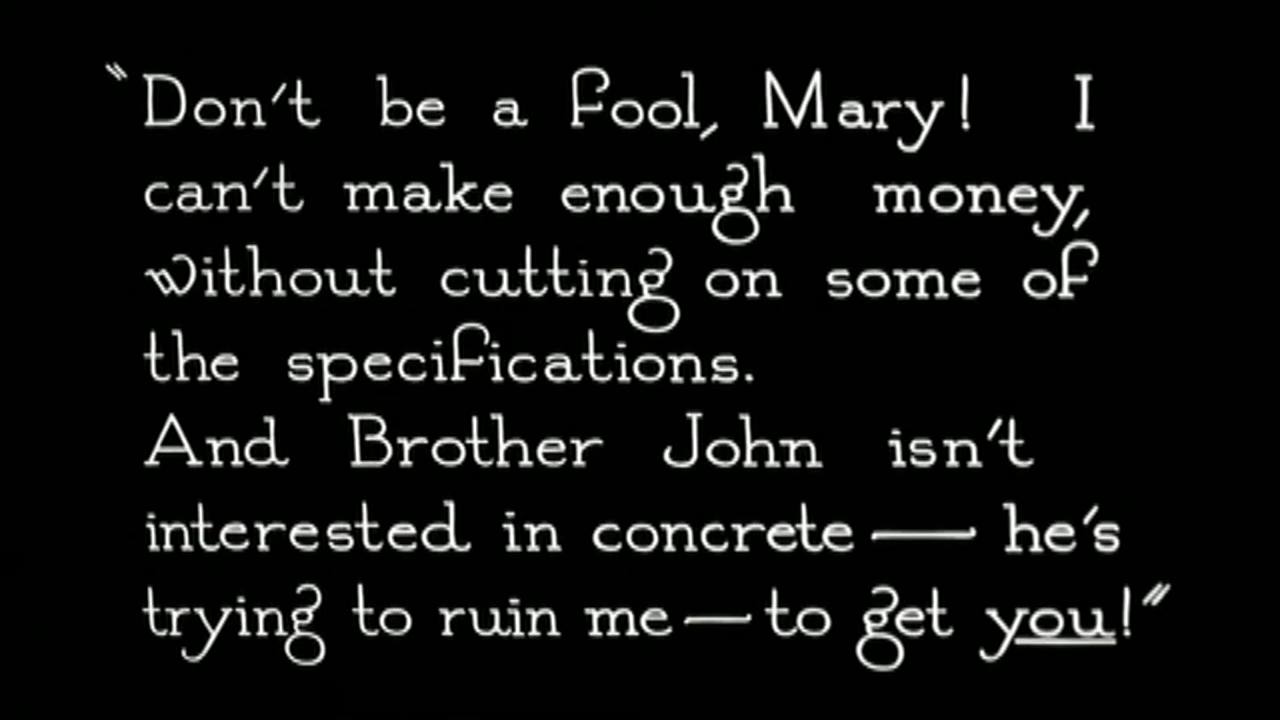 "Don't be a fool, Mary! I
can't make enough money,
without cutting on some of
the specifications.
And Brother John isn't
interested in concrete — he's
trying to ruin me — to get you!"